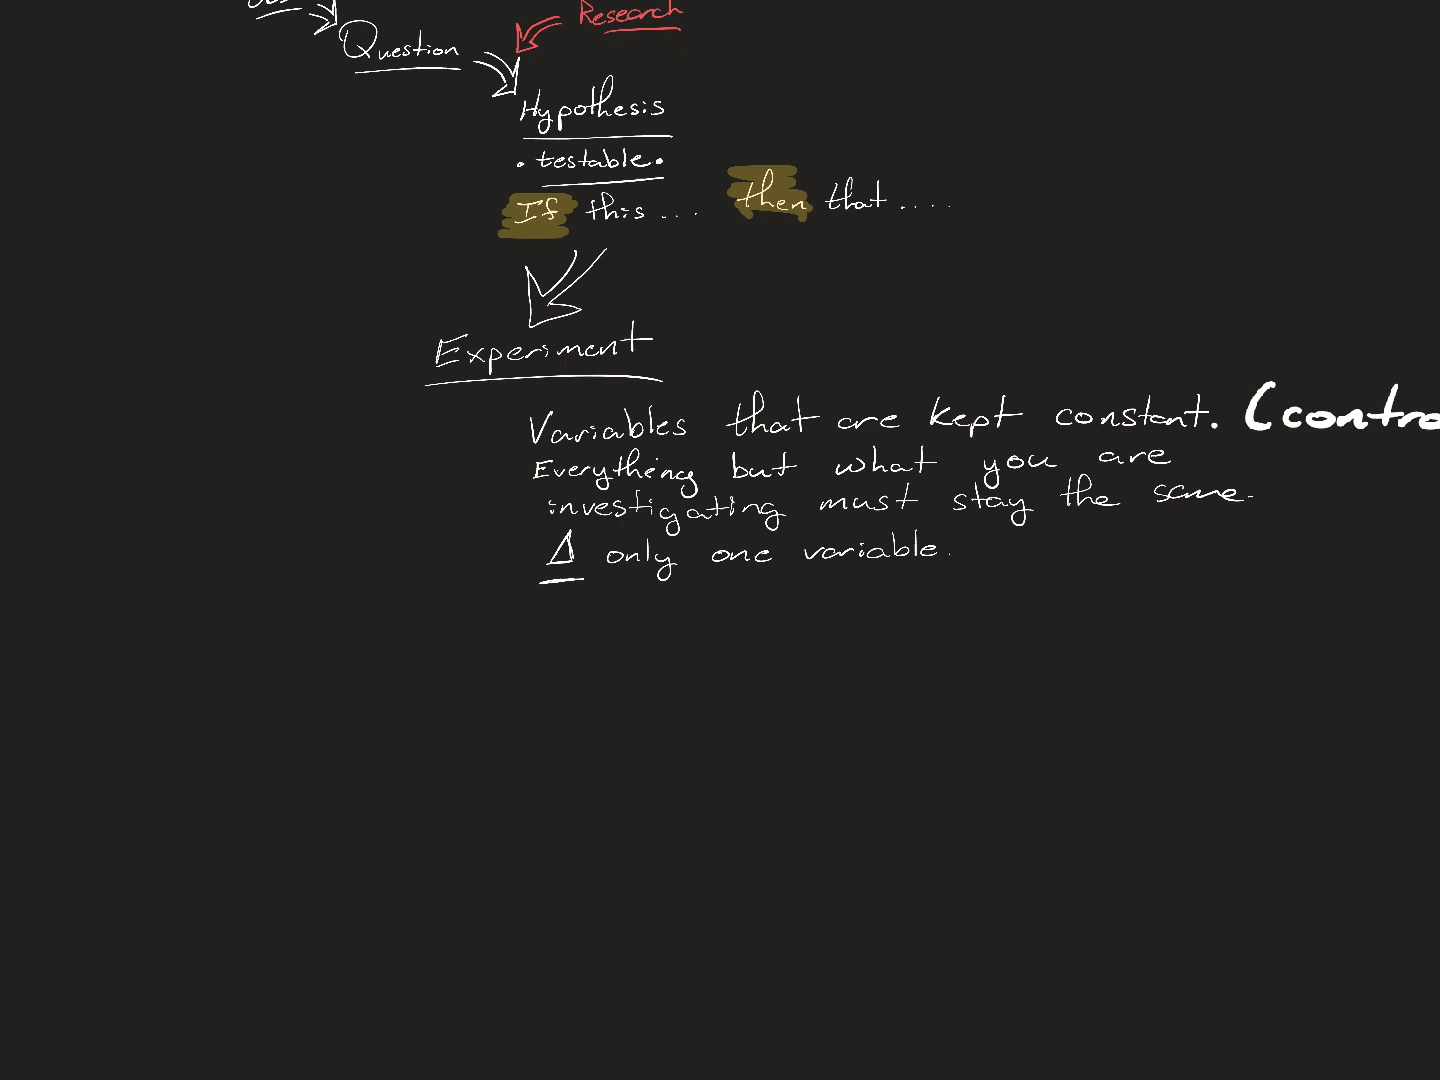 Research
Question
Hypothesis
• testable •
If this ... then that ....
Experiment
Variables that are kept constant. (contro
Everything but what you are
investigating must stay the same.
Δ only one variable.